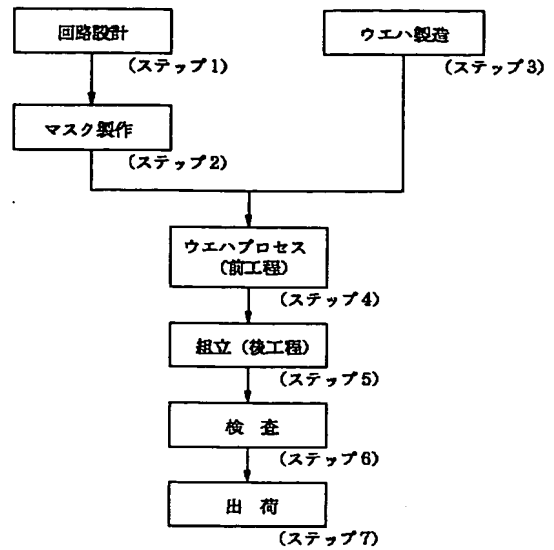 回路設計
(ステップ1)
ウエハ製造
(ステップ3)
マスク製作
(ステップ2)
ウエハプロセス
(前工程)
(ステップ4)
組立(後工程)
(ステップ5)
検 査
(ステップ6)
出 荷
(ステップ7)